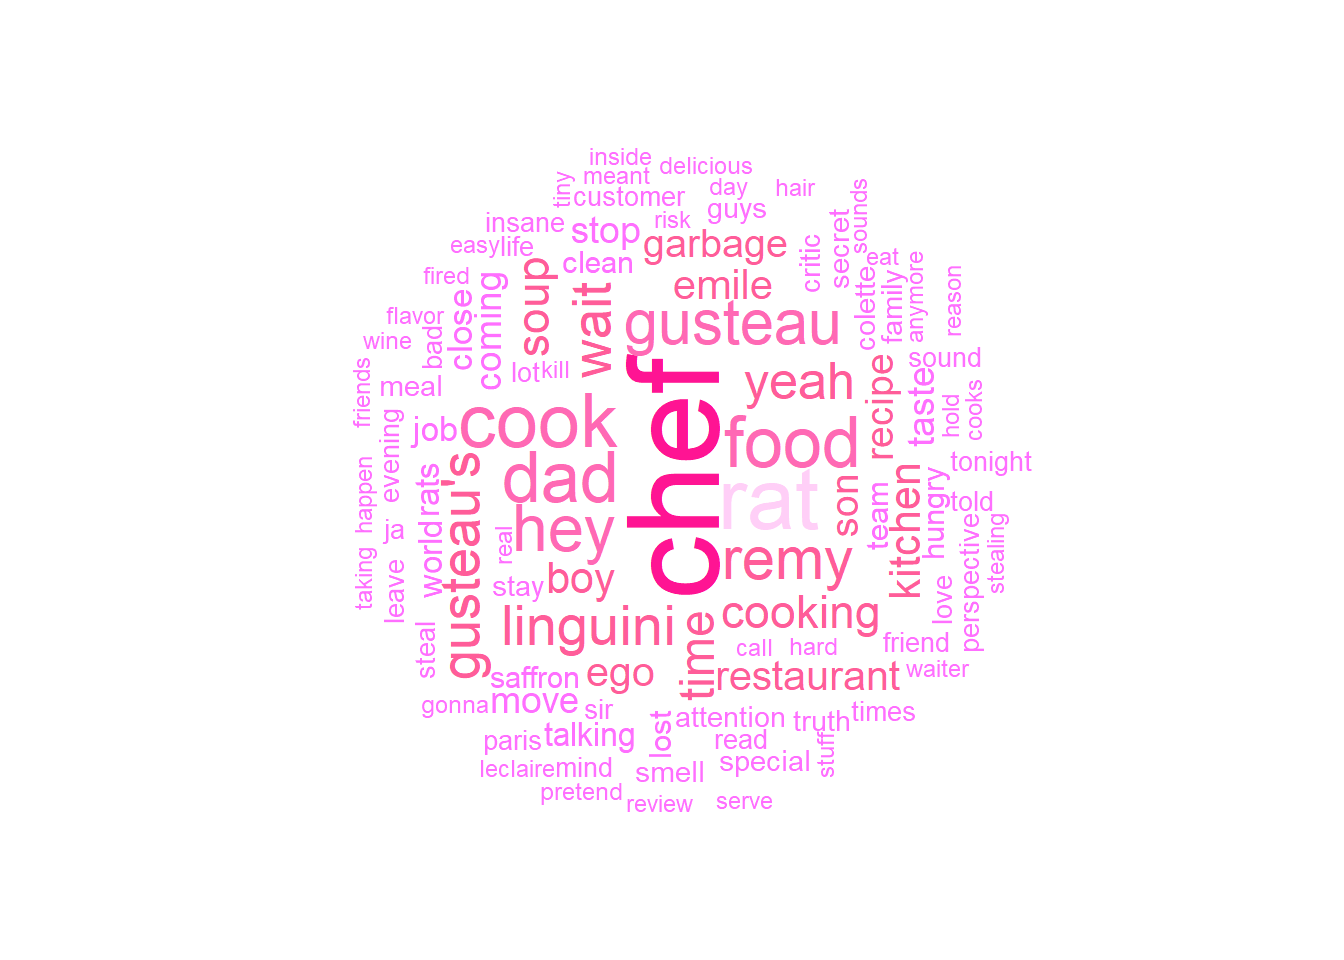 inside
delicious
meant
tiny
customer
day
hair
guys
risk
insane
stop
secret
sounds
easy
life
garbage
critic
clean
eat
fired
emile
colette
family
anymore
reason
soup
wait
coming
close
flavor
gusteau
wine
bad
lot
kill
chef
yeah
recipe
sound
taste
friends
meal
hold
cooks
job
cook
food
evening
tonight
dad
rat
son
kitchen
rats
happen
gusteau's
hey
team
hungry
told
ja
world
real
remy
perspective
stealing
taking
leave
stay
boy
love
linguini
cooking
time
steal
call
hard
friend
saffron
ego
restaurant
waiter
gonna
move
sir
lost
attention
truth
times
paris
talking
read
stuff
leclaire
mind
smell
special
pretend
review
serve